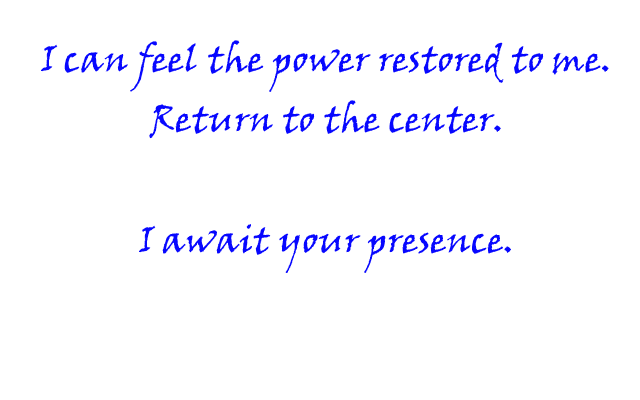 I can feel the power restored to me.
Return to the center.
I await your presence.